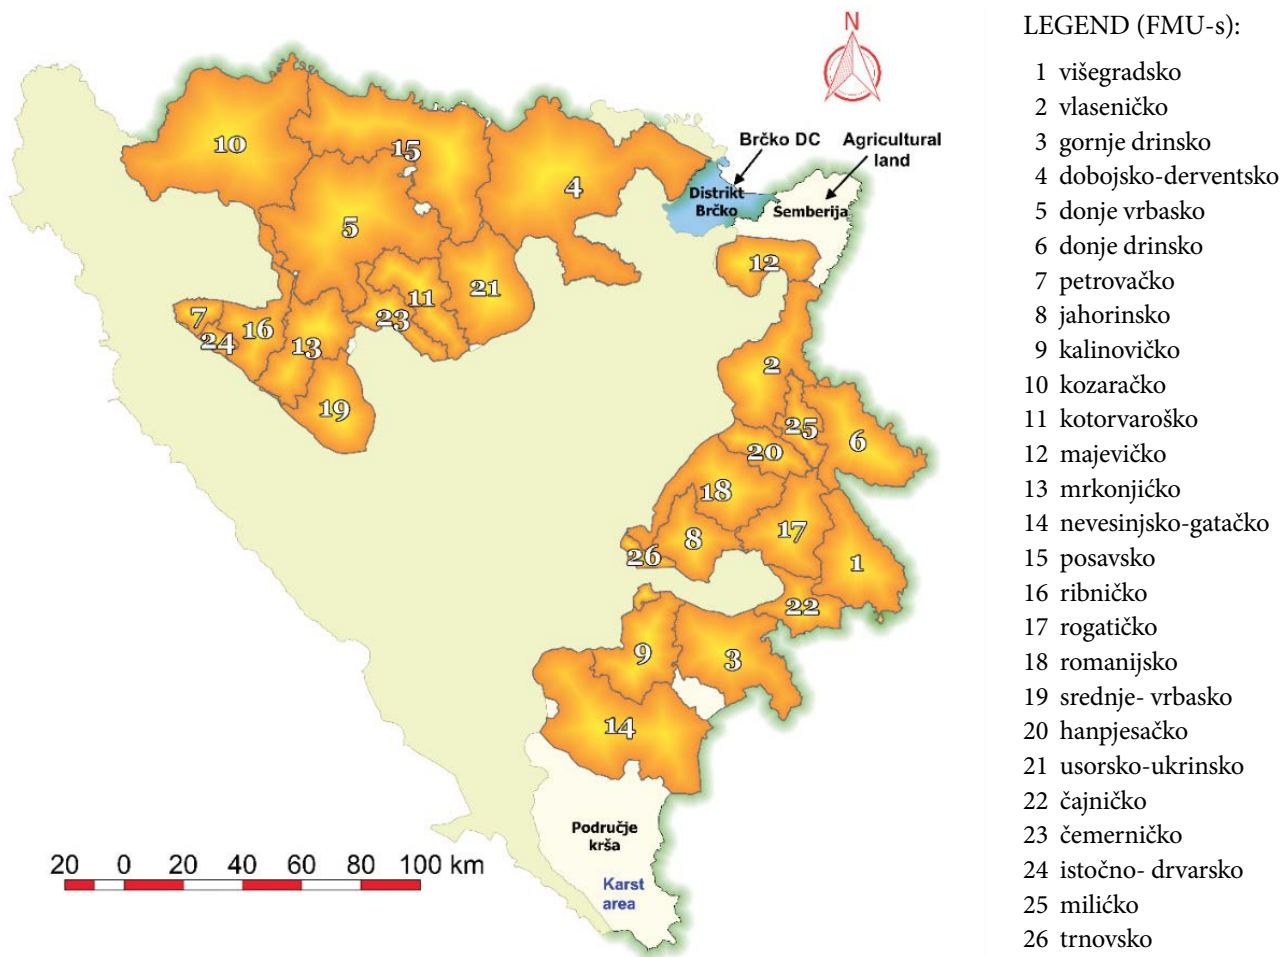 N
LEGEND (FMU-s):
1 višegradsko
2 vlaseničko
3 gornje drinsko
4 dobojsko-derventsko
5 donje vrbasko
6 donje drinsko
7 petrovačko
8 jahorinsko
9 kalinovičko
10 kozaračko
11 kotorvaroško
12 majevičko
13 mrkonjićko
14 nevesinjsko-gatačko
15 posavsko
16 ribničko
17 rogatičko
18 romanijsko
19 srednje- vrbasko
20 hanpjesačko
21 usorsko-ukrinsko
22 čajničko
23 čemerničko
24 istočno- drvarsko
25 milićko
26 trnovsko
Brčko DC
Agricultural
land
Distrikt
Brčko
Semberija
10
15
4
5
12
21
11
23
7
16
24
13
19
2
25
6
20
18
17
8
26
1
22
9
3
14
Područje
krša
Karst
area
20 0 20 40 60 80 100 km